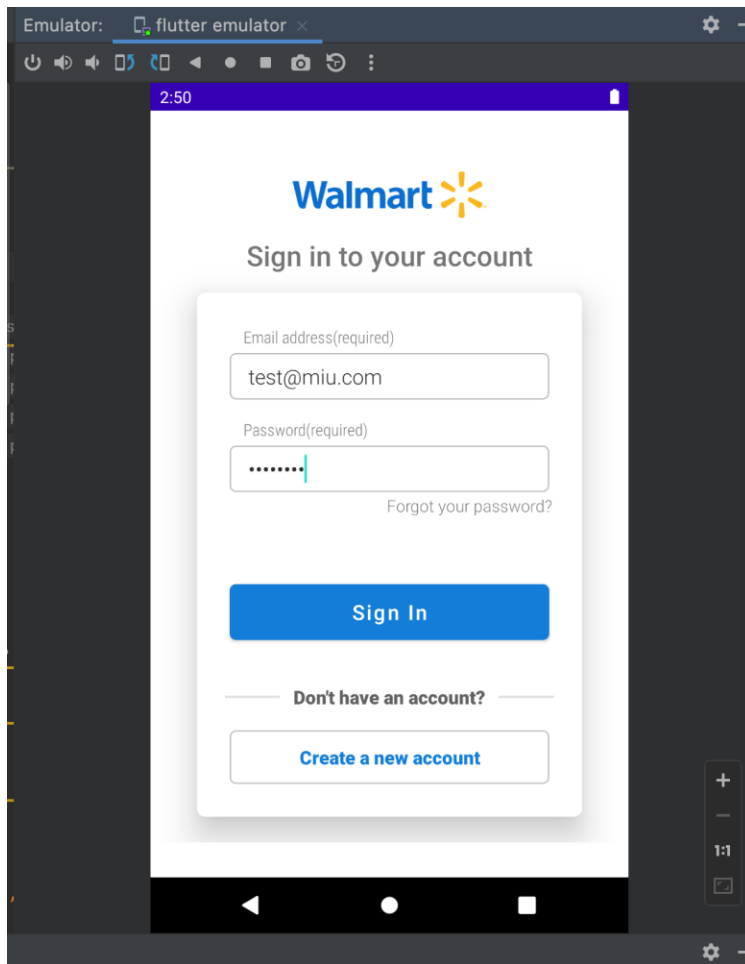 Emulator: flutter emulator
2:50
Walmart
Sign in to your account
Email address(required)
test@miu.com
Password(required)
••••••••
Forgot your password?
Sign In
Don't have an account?
Create a new account
1:1